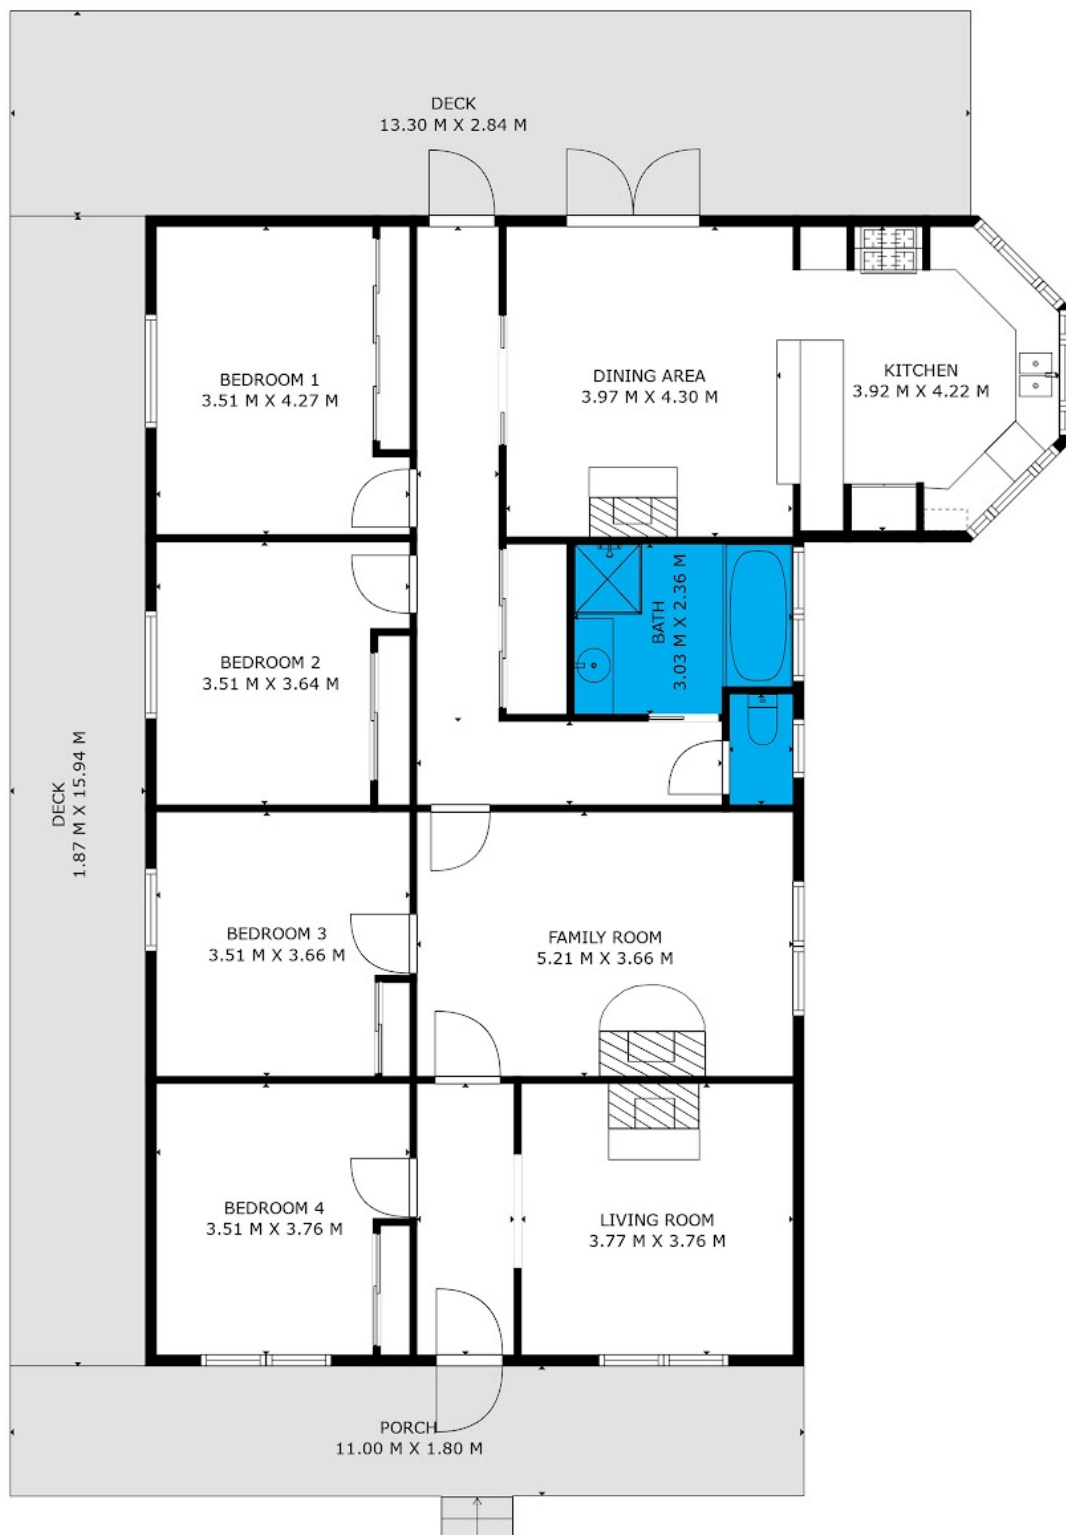 DECK
13.30 M X 2.84 M
BEDROOM 1
3.51 M X 4.27 M
DINING AREA
3.97 M X 4.30 M
KITCHEN
3.92 M X 4.22 M
BATH
3.03 M X 2.36 M
BEDROOM 2
3.51 M X 3.64 M
DECK
1.87 M X 15.94 M
BEDROOM 3
3.51 M X 3.66 M
FAMILY ROOM
5.21 M X 3.66 M
BEDROOM 4
3.51 M X 3.76 M
LIVING ROOM
3.77 M X 3.76 M
PORCH
11.00 M X 1.80 M